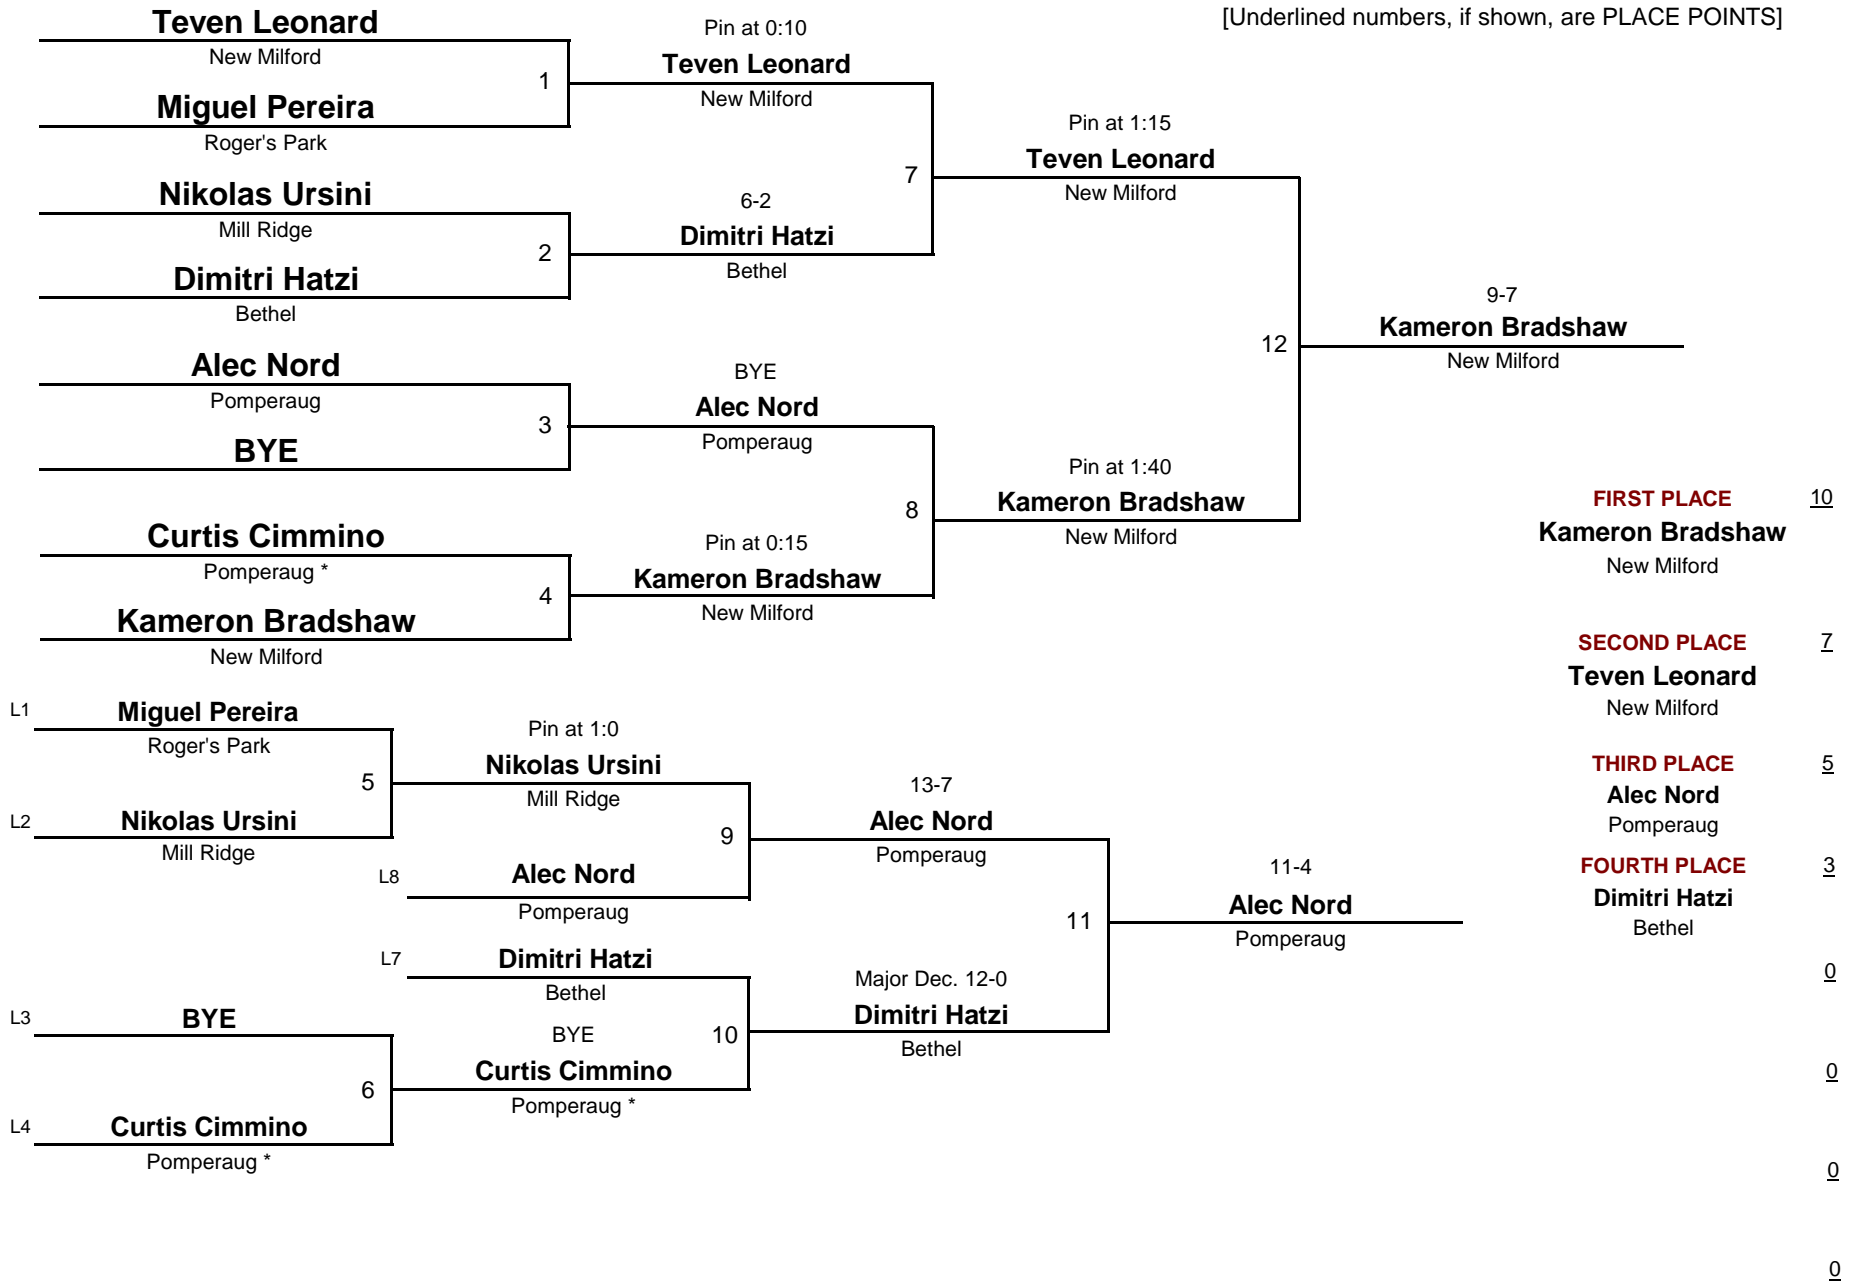 [Underlined numbers, if shown, are PLACE POINTS]
Teven Leonard
New Milford
1
Miguel Pereira
Roger's Park
Nikolas Ursini
Mill Ridge
2
Dimitri Hatzi
Bethel
Alec Nord
Pomperaug
3
BYE
Curtis Cimmino
Pomperaug *
4
Kameron Bradshaw
New Milford
Pin at 0:10
Teven Leonard
New Milford
7
6-2
Dimitri Hatzi
Bethel
BYE
Alec Nord
Pomperaug
8
Pin at 0:15
Kameron Bradshaw
New Milford
Pin at 1:15
Teven Leonard
New Milford
12
Pin at 1:40
Kameron Bradshaw
New Milford
9-7
Kameron Bradshaw
New Milford
L1
Miguel Pereira
Roger's Park
5
L2
Nikolas Ursini
Mill Ridge
L3
BYE
6
L4
Curtis Cimmino
Pomperaug *
Pin at 1:0
Nikolas Ursini
Mill Ridge
9
L8
Alec Nord
Pomperaug
L7
Dimitri Hatzi
Bethel
10
BYE
Curtis Cimmino
Pomperaug *
13-7
Alec Nord
Pomperaug
11
Major Dec. 12-0
Dimitri Hatzi
Bethel
11-4
Alec Nord
Pomperaug
FIRST PLACE 10
Kameron Bradshaw
New Milford
SECOND PLACE 7
Teven Leonard
New Milford
THIRD PLACE 5
Alec Nord
Pomperaug
FOURTH PLACE 3
Dimitri Hatzi
Bethel
0
0
0
0